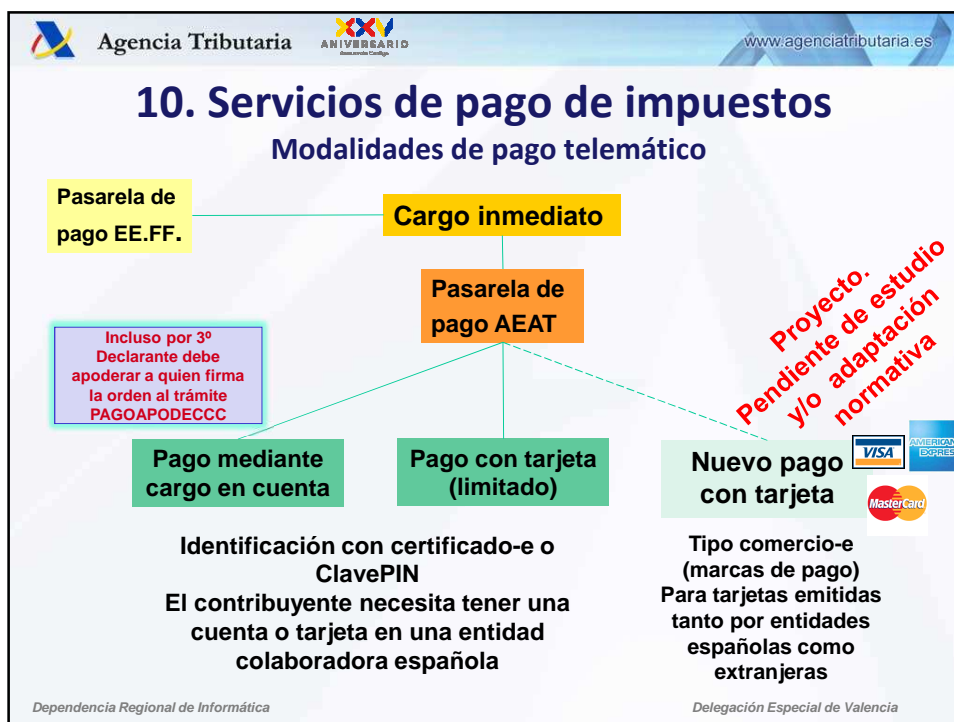 Agencia Tributaria
XXV
ANIVERSARIO
www.agenciatributaria.es
10. Servicios de pago de impuestos
Modalidades de pago telemático
Pasarela de
pago EE.FF.
Cargo inmediato
Pasarela de
pago AEAT
Proyecto.
Pendiente de estudio
y/o adaptación
normativa
Incluso por 3º
Declarante debe
apoderar a quien firma
la orden al trámite
PAGOAPODECCC
Pago mediante
cargo en cuenta
Pago con tarjeta
(limitado)
Nuevo pago
con tarjeta
VISA
AMERICAN
EXPRESS
MasterCard
Identificación con certificado-e o
ClavePIN
El contribuyente necesita tener una
cuenta o tarjeta en una entidad
colaboradora española
Tipo comercio-e
(marcas de pago)
Para tarjetas emitidas
tanto por entidades
españolas como
extranjeras
Dependencia Regional de Informática
Delegación Especial de Valencia